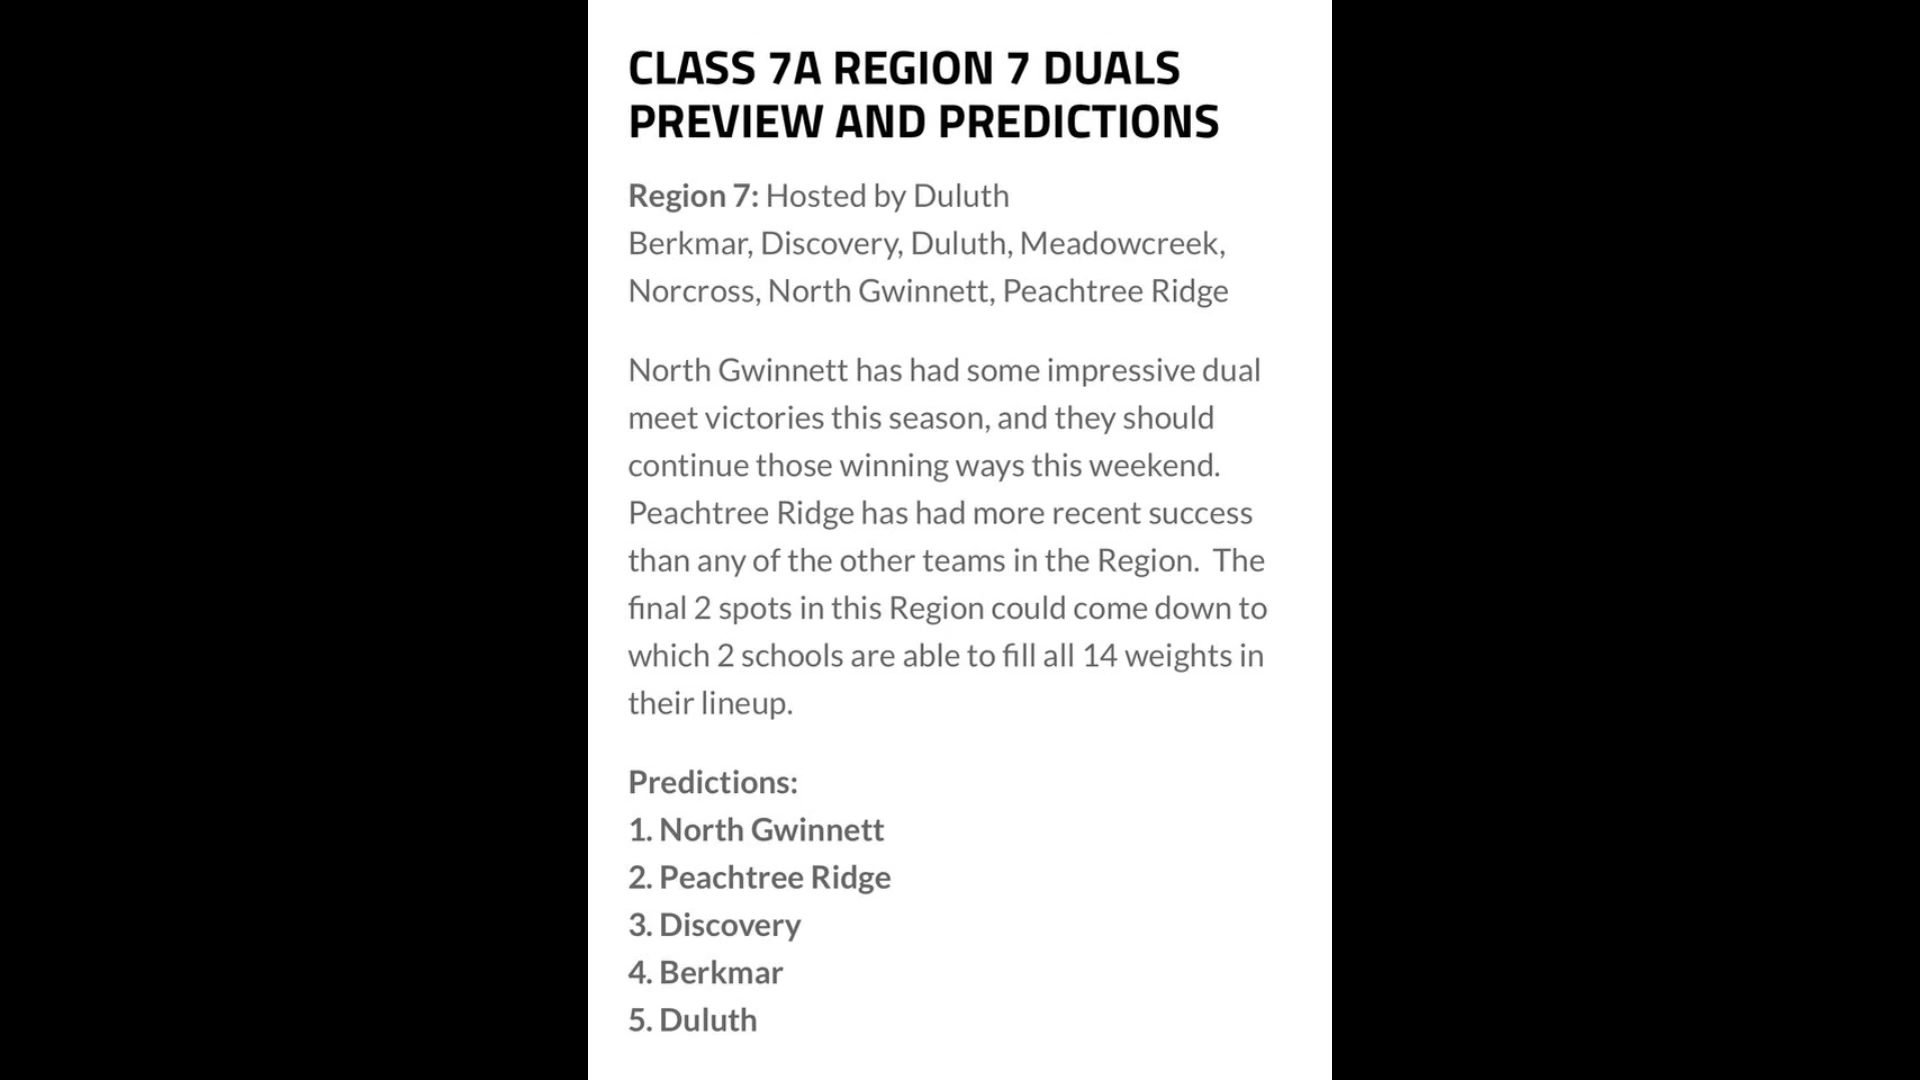 CLASS 7A REGION 7 DUALS
PREVIEW AND PREDICTIONS
Region 7: Hosted by Duluth
Berkmar, Discovery, Duluth, Meadowcreek,
Norcross, North Gwinnett, Peachtree Ridge
North Gwinnett has had some impressive dual
meet victories this season, and they should
continue those winning ways this weekend.
Peachtree Ridge has had more recent success
than any of the other teams in the Region.  The
final 2 spots in this Region could come down to
which 2 schools are able to fill all 14 weights in
their lineup.
Predictions:
1. North Gwinnett
2. Peachtree Ridge
3. Discovery
4. Berkmar
5. Duluth